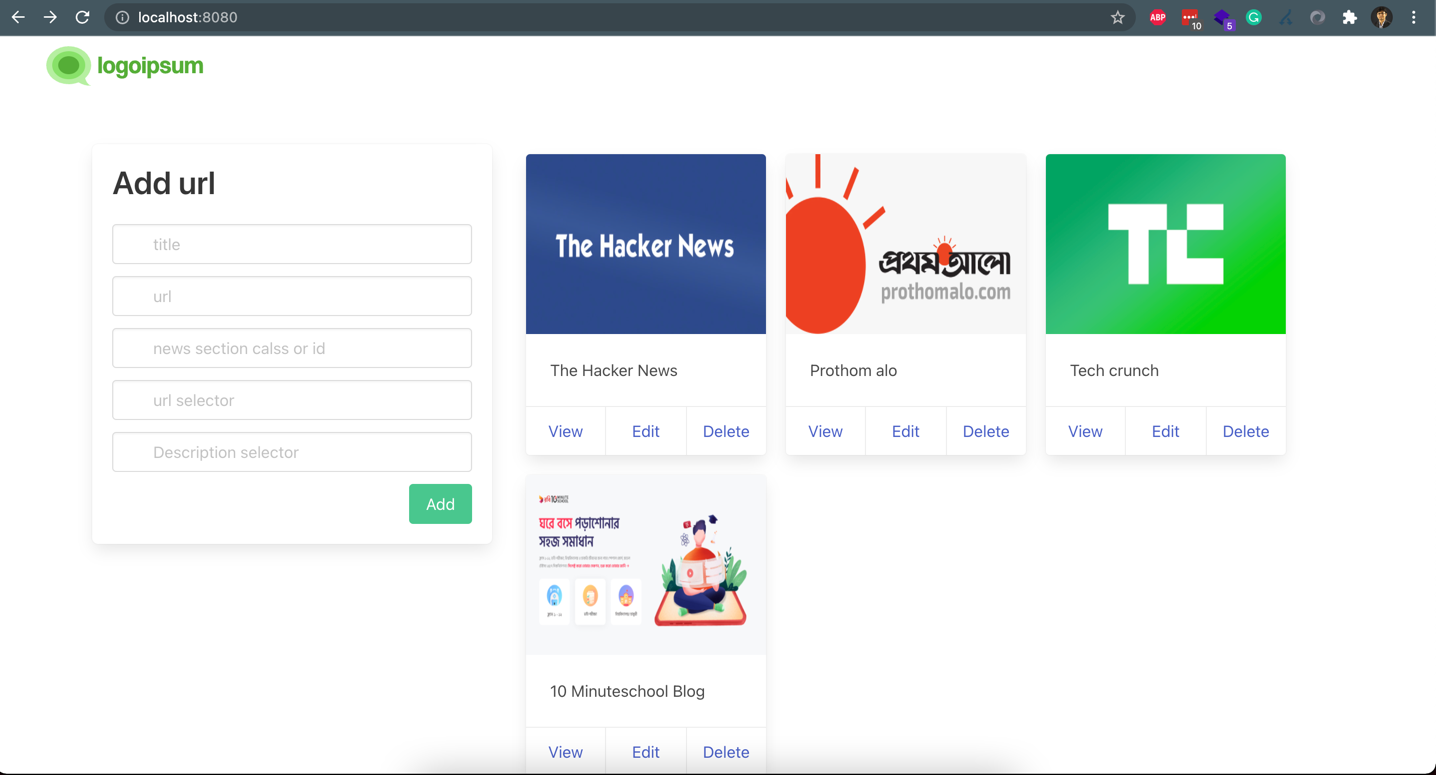 localhost:8080
ABP
10
5
logoipsum
Add url
title
url
news section calss or id
url selector
Description selector
Add
The Hacker News
The Hacker News
View Edit Delete
প্রথম আলো
prothomalo.com
Prothom alo
View Edit Delete
TC
Tech crunch
View Edit Delete
ঘরে বসে পড়াশোনার
সহজ সমাধান
10 Minuteschool Blog
View Edit Delete